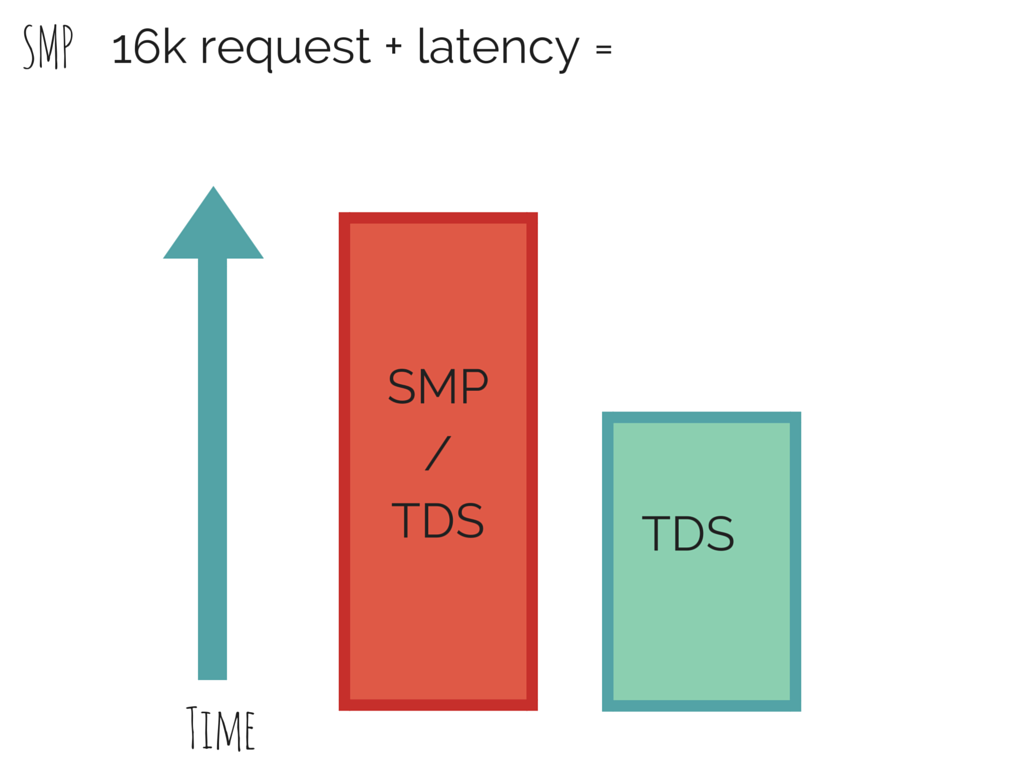 SMP 16k request + latency =
SMP
/
TDS
TDS
Time